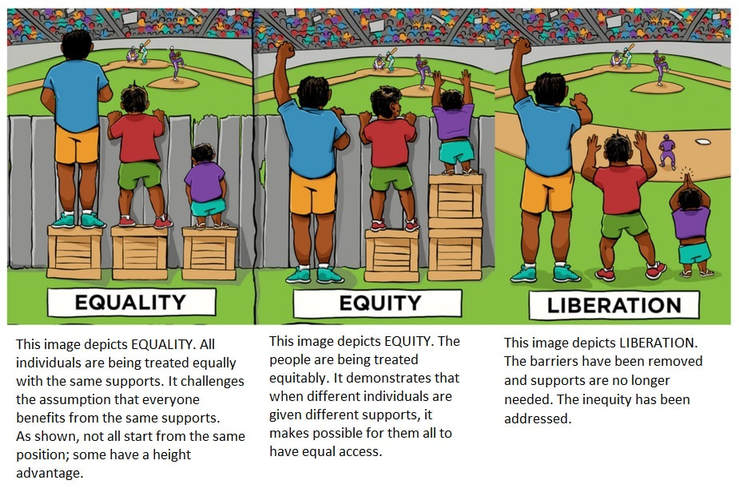 EQUALITY
EQUITY
LIBERATION
This image depicts EQUALITY. All
individuals are being treated equally
with the same supports. It challenges
the assumption that everyone
benefits from the same supports.
As shown, not all start from the same
position; some have a height
advantage.
This image depicts EQUITY. The
people are being treated
equitably. It demonstrates that
when different individuals are
given different supports, it
makes possible for them all to
have equal access.
This image depicts LIBERATION.
The barriers have been removed
and supports are no longer
needed. The inequity has been
addressed.